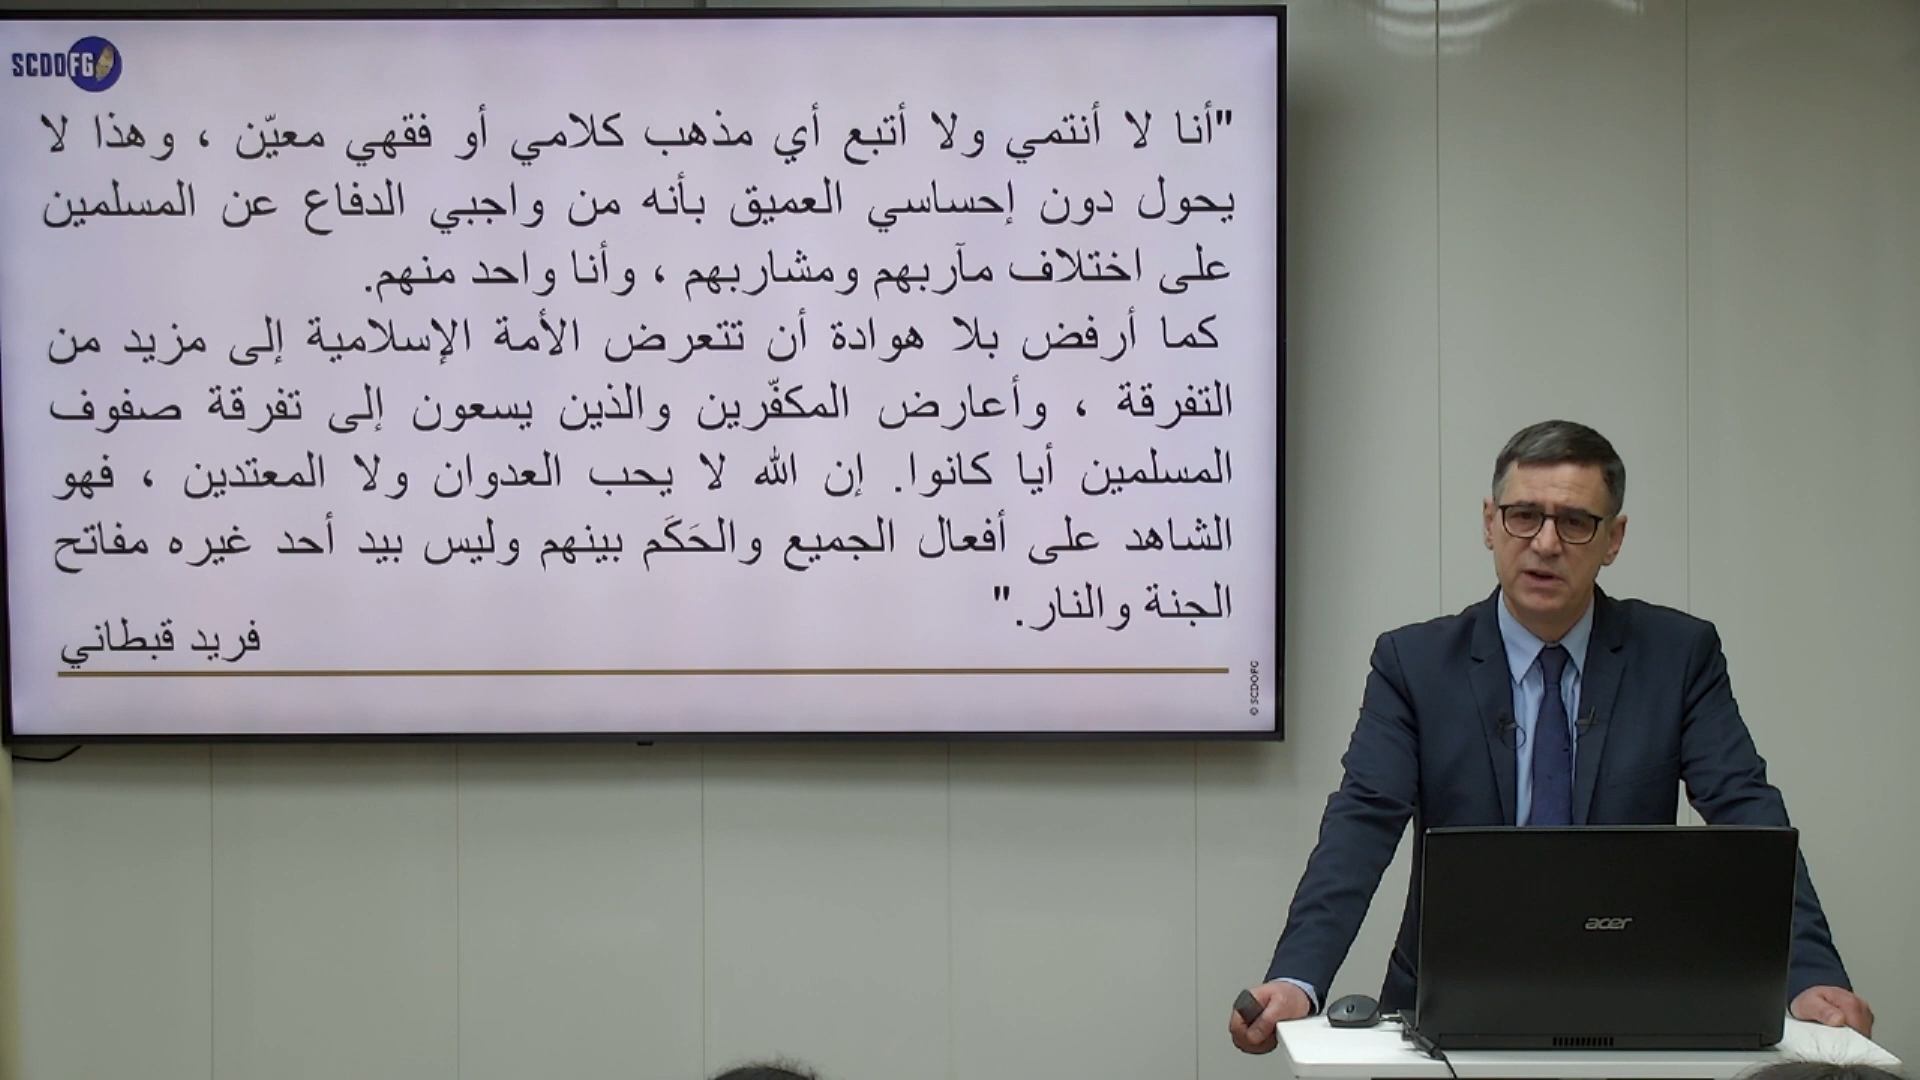 SCDOFG
"أنا لا أنتمي ولا أتبع أي مذهب كلامي أو فقهي معيّن ، وهذا لا
يحول دون إحساسي العميق بأنه من واجبي الدفاع عن المسلمين
على اختلاف مآربهم ومشاربهم ، وأنا واحد منهم.
كما أرفض بلا هوادة أن تتعرض الأمة الإسلامية إلى مزيد من
التفرقة ، وأعارض المكفّرين والذين يسعون إلى تفرقة صفوف
المسلمين أيا كانوا. إن الله لا يحب العدوان ولا المعتدين ، فهو
الشاهد على أفعال الجميع والحَكَم بينهم وليس بيد أحد غيره مفاتح
الجنة والنار."
فريد قبطاني
© SCDOFG
acer